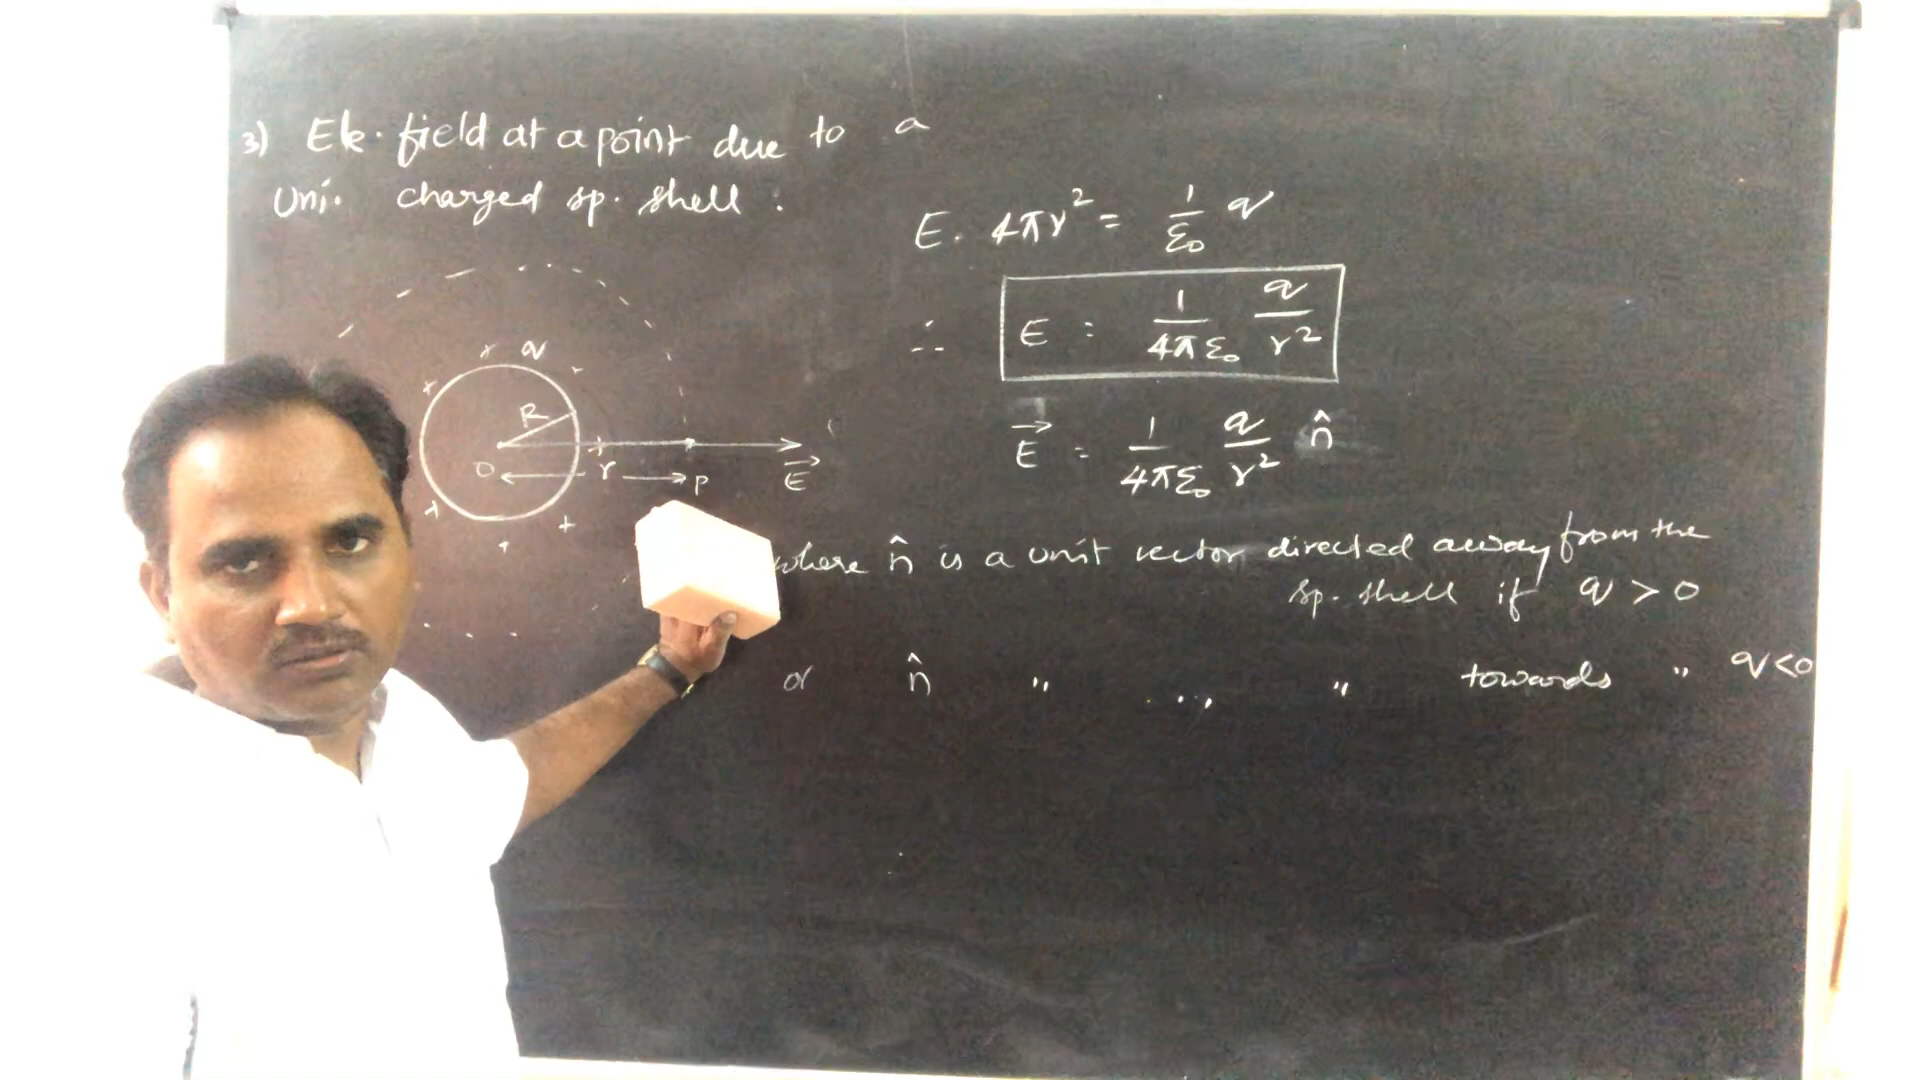 3) Ele. field at a point due to a
Uni. charged sp. shell :
q
R
O r P E⃗
E. 4πr² = 1/ε₀ q
∴ E = 1/4πε₀ q/r²
E⃗ = 1/4πε₀ q/r² n̂
where n̂ is a unit vector directed away from the
sp. shell if q > 0
or n̂ " " " towards " q<0